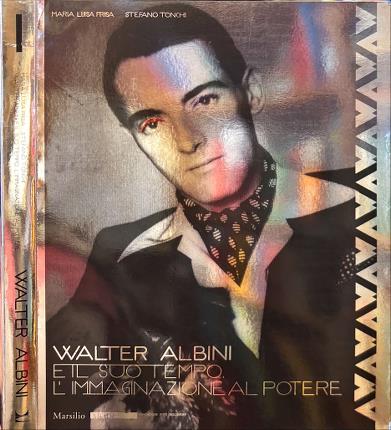 MARIA LUISA FRISA STEFANO TONCHI
WALTER ALBINI
E IL SUO TEMPO.
L'IMMAGINAZIONE AL POTERE
Marsilio
WALTER ALBINI